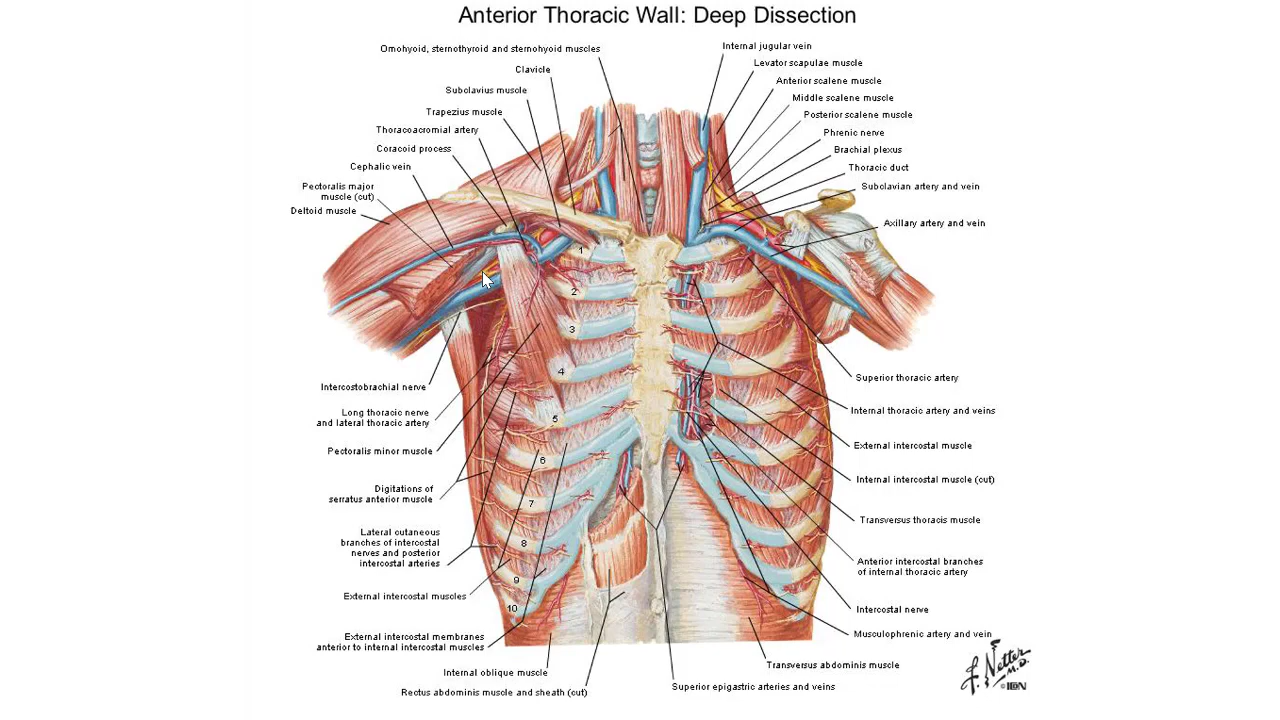 Anterior Thoracic Wall: Deep Dissection
Omohyoid, sternothyroid and sternohyoid muscles
Clavicle
Subclavius muscle
Trapezius muscle
Thoracoacromial artery
Coracoid process
Cephalic vein
Pectoralis major
muscle (cut)
Deltoid muscle
Intercostobrachial nerve
Long thoracic nerve
and lateral thoracic artery
Pectoralis minor muscle
Digitations of
serratus anterior muscle
Lateral cutaneous
branches of intercostal
nerves and posterior
intercostal arteries
External intercostal muscles
External intercostal membranes
anterior to internal intercostal muscles
Internal oblique muscle
Rectus abdominis muscle and sheath (cut)
1
2
3
4
5
6
7
8
9
10
Internal jugular vein
Levator scapulae muscle
Anterior scalene muscle
Middle scalene muscle
Posterior scalene muscle
Phrenic nerve
Brachial plexus
Thoracic duct
Subclavian artery and vein
Axillary artery and vein
Superior thoracic artery
Internal thoracic artery and veins
External intercostal muscle
Internal intercostal muscle (cut)
Transversus thoracis muscle
Anterior intercostal branches
of internal thoracic artery
Intercostal nerve
Musculophrenic artery and vein
Transversus abdominis muscle
Superior epigastric arteries and veins
F. Netter
M.D.
© ICON